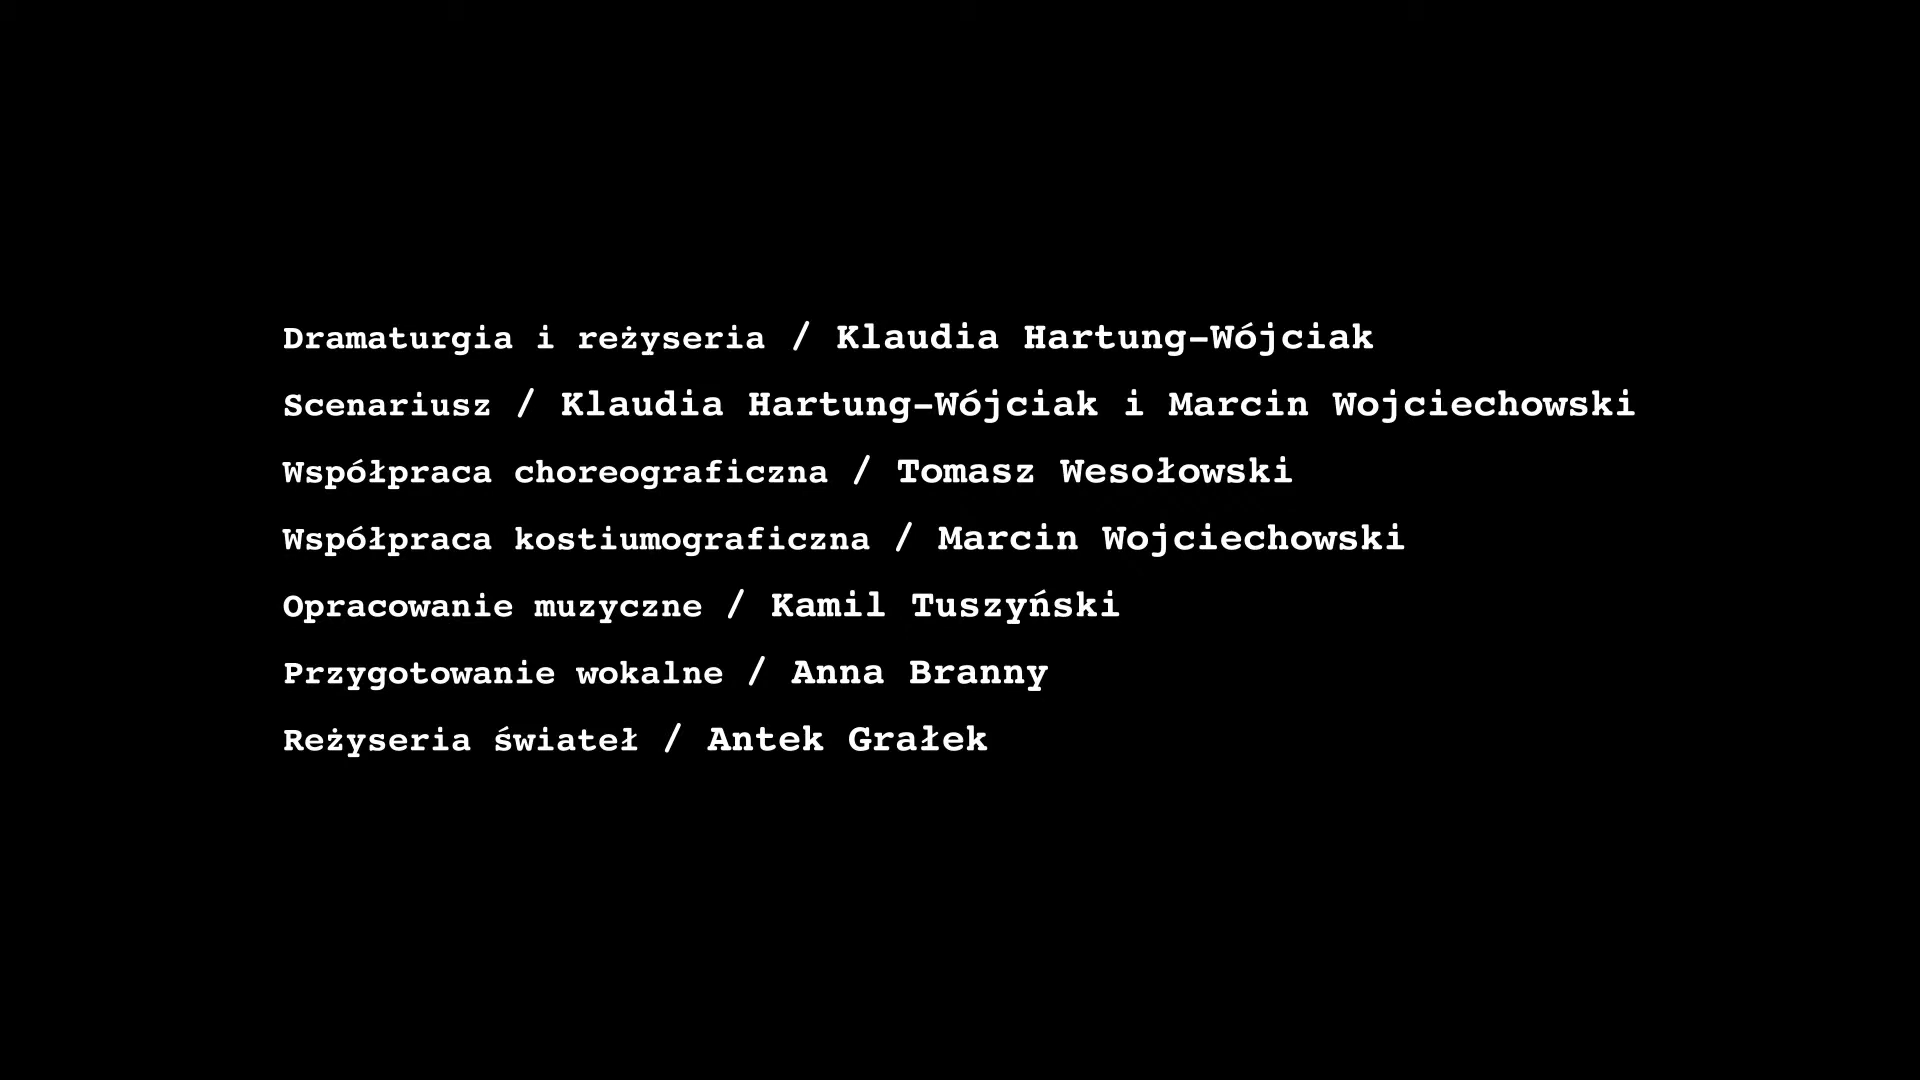 Dramaturgia i reżyseria / Klaudia Hartung-Wójciak
Scenariusz / Klaudia Hartung-Wójciak i Marcin Wojciechowski
Współpraca choreograficzna / Tomasz Wesołowski
Współpraca kostiumograficzna / Marcin Wojciechowski
Opracowanie muzyczne / Kamil Tuszyński
Przygotowanie wokalne / Anna Branny
Reżyseria świateł / Antek Grałek